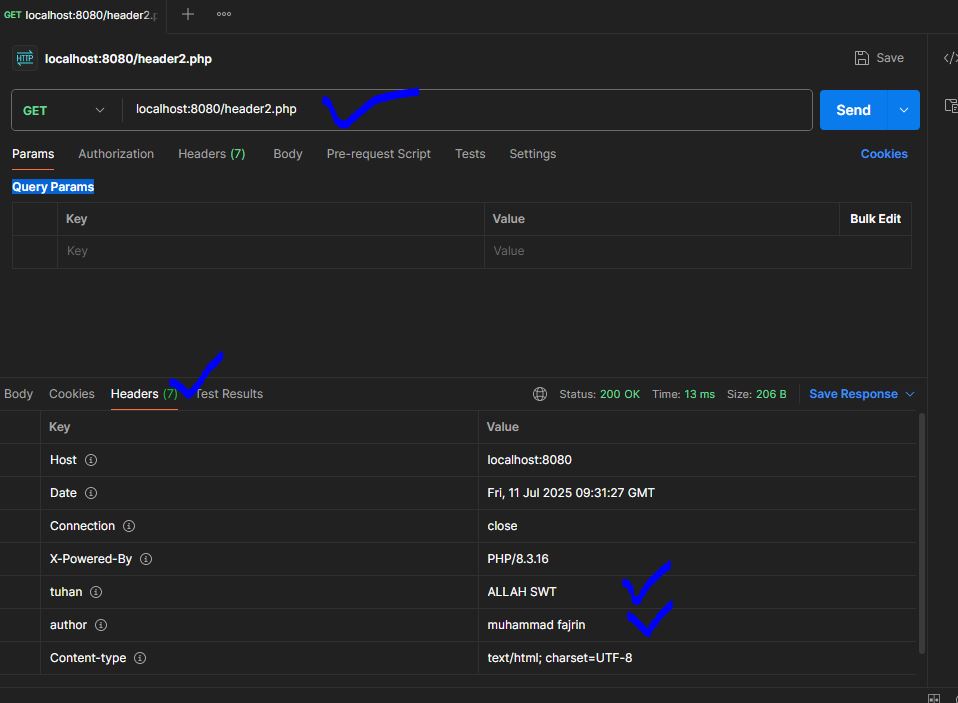 GET localhost:8080/header2.p
HTTP localhost:8080/header2.php Save
GET localhost:8080/header2.php Send
Params Authorization Headers (7) Body Pre-request Script Tests Settings Cookies
Query Params
Key Value Bulk Edit
Key Value
Body Cookies Headers (7) Test Results Status: 200 OK Time: 13 ms Size: 206 B Save Response
Key Value
Host localhost:8080
Date Fri, 11 Jul 2025 09:31:27 GMT
Connection close
X-Powered-By PHP/8.3.16
tuhan ALLAH SWT
author muhammad fajrin
Content-type text/html; charset=UTF-8